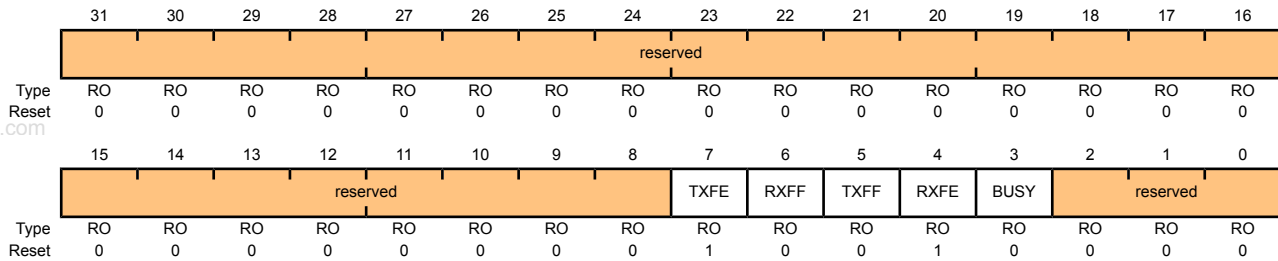 31 30 29 28 27 26 25 24 23 22 21 20 19 18 17 16
reserved
Type RO RO RO RO RO RO RO RO RO RO RO RO RO RO RO RO
Reset 0 0 0 0 0 0 0 0 0 0 0 0 0 0 0 0
.com
15 14 13 12 11 10 9 8 7 6 5 4 3 2 1 0
reserved TXFE RXFF TXFF RXFE BUSY reserved
Type RO RO RO RO RO RO RO RO RO RO RO RO RO RO RO RO
Reset 0 0 0 0 0 0 0 0 1 0 0 1 0 0 0 0